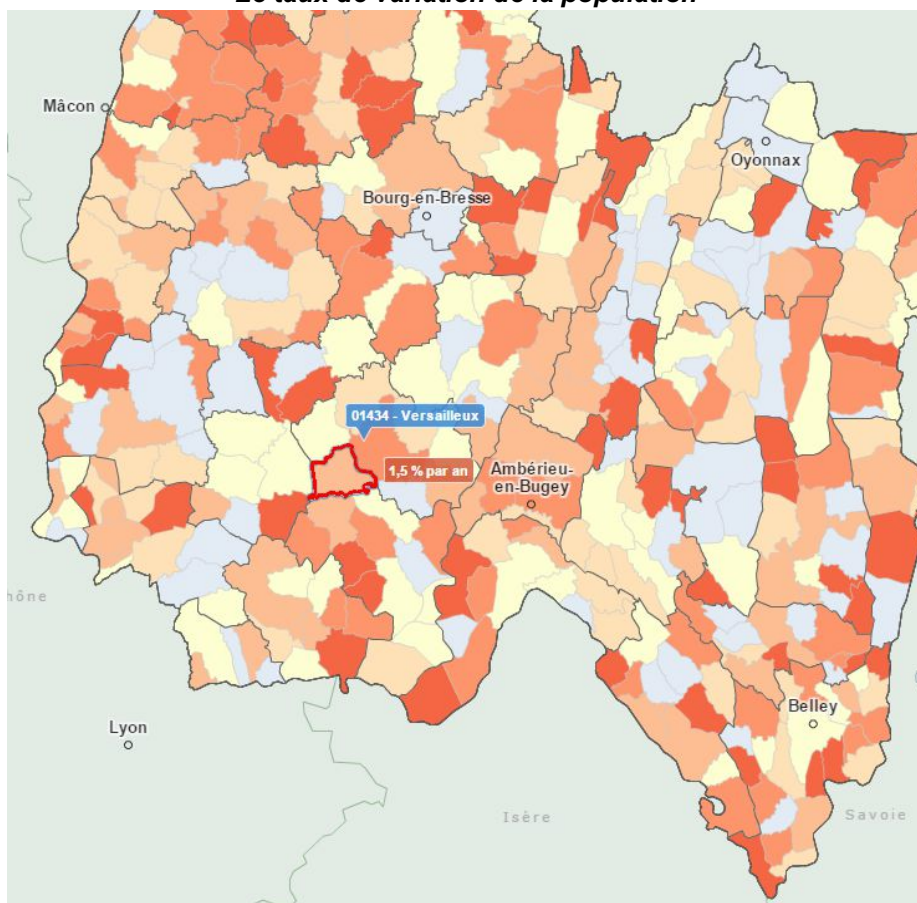 Le taux de variation de la population
Mâcon
Oyonnax
Bourg-en-Bresse
01434 - Versailleux
1,5 % par an
Ambérieu-
en-Bugey
hône
Belley
Lyon
Isère
Savoie